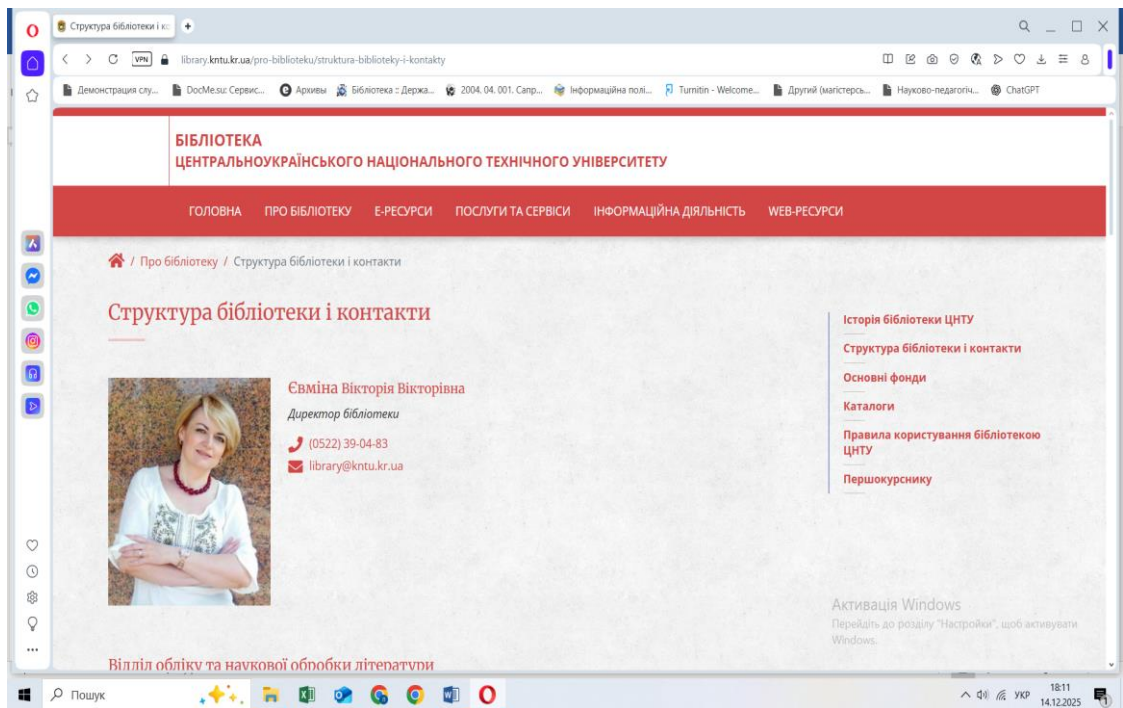 Структура бібліотеки і ко
VPN
library.kntu.kr.ua/pro-biblioteku/struktura-biblioteky-i-kontakty
Демонстрация слу... DocMe.su: Сервис... Архивы Бібліотека :: Держа... 2004. 04. 001. Сапр... Інформаційна полі... Turnitin - Welcome... Другий (магістерсь... Науково-педагогіч... ChatGPT
БІБЛІОТЕКА
ЦЕНТРАЛЬНОУКРАЇНСЬКОГО НАЦІОНАЛЬНОГО ТЕХНІЧНОГО УНІВЕРСИТЕТУ
ГОЛОВНА ПРО БІБЛІОТЕКУ Е-РЕСУРСИ ПОСЛУГИ ТА СЕРВІСИ ІНФОРМАЦІЙНА ДІЯЛЬНІСТЬ WEB-РЕСУРСИ
/ Про бібліотеку / Структура бібліотеки і контакти
Структура бібліотеки і контакти
Євміна Вікторія Вікторівна
Директор бібліотеки
(0522) 39-04-83
library@kntu.kr.ua
Історія бібліотеки ЦНТУ
Структура бібліотеки і контакти
Основні фонди
Каталоги
Правила користування бібліотекою
ЦНТУ
Першокурснику
Активація Windows
Перейдіть до розділу "Настройки", щоб активувати
Windows.
Відділ обліку та наукової обробки літератури
Пошук
УКР
18:11
14.12.2025